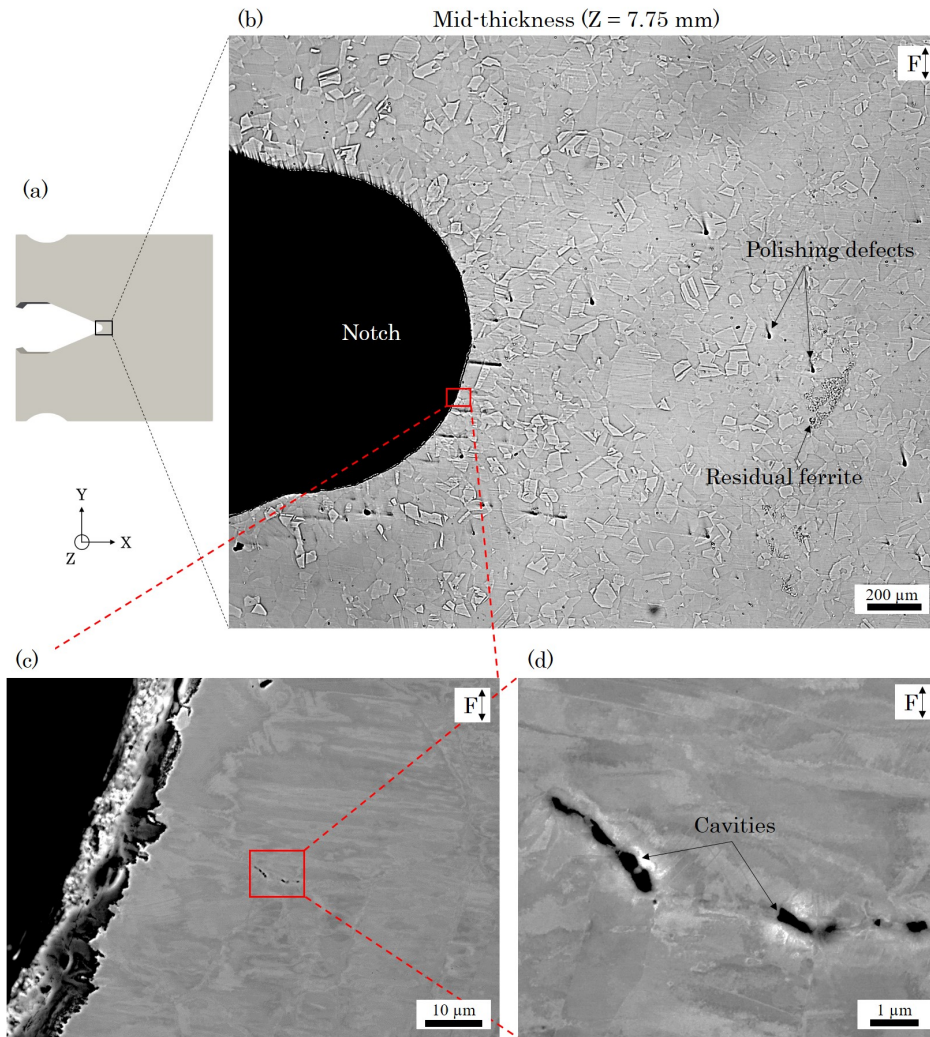 (b)
Mid-thickness (Z = 7.75 mm)
F
(a)
Polishing defects
Notch
Residual ferrite
Y
X
Z
200 µm
(c)
(d)
F
F
Cavities
10 µm
1 µm